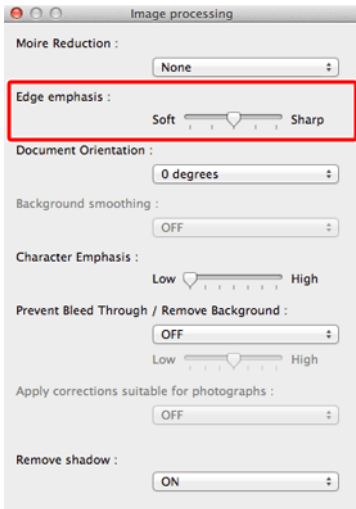 Image processing
Moire Reduction :
None
Edge emphasis :
Soft Sharp
Document Orientation :
0 degrees
Background smoothing :
OFF
Character Emphasis :
Low High
Prevent Bleed Through / Remove Background :
OFF
Low High
Apply corrections suitable for photographs :
OFF
Remove shadow :
ON